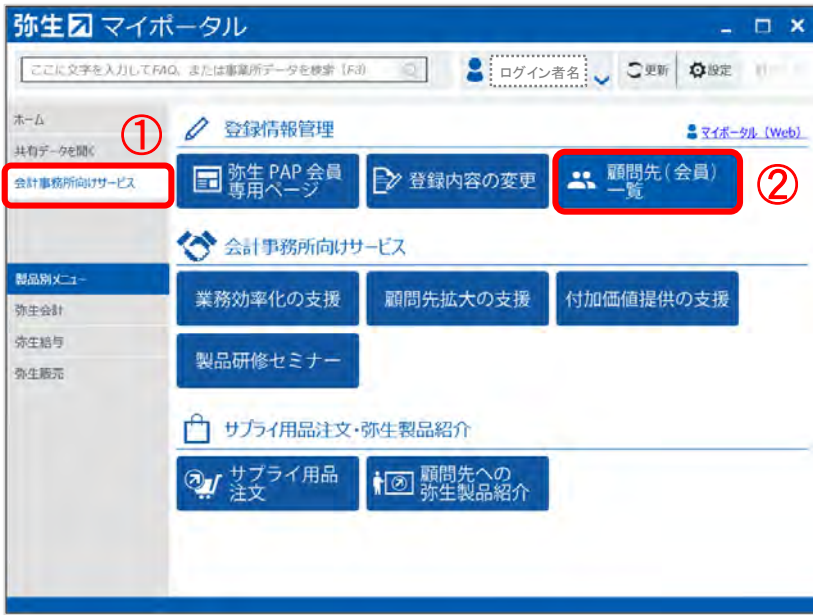 弥生 マイポータル
ここに文字を入力してFAQ、または事業所データを検索 (F3)
ログイン者名
更新
設定
ホーム
共有データを開く
①
会計事務所向けサービス
登録情報管理
マイポータル (Web)
弥生 PAP 会員
専用ページ
登録内容の変更
顧問先(会員)
一覧
②
会計事務所向けサービス
業務効率化の支援
顧問先拡大の支援
付加価値提供の支援
製品研修セミナー
製品別メニュー
弥生会計
弥生給与
弥生販売
サプライ用品注文・弥生製品紹介
サプライ用品
注文
顧問先への
弥生製品紹介